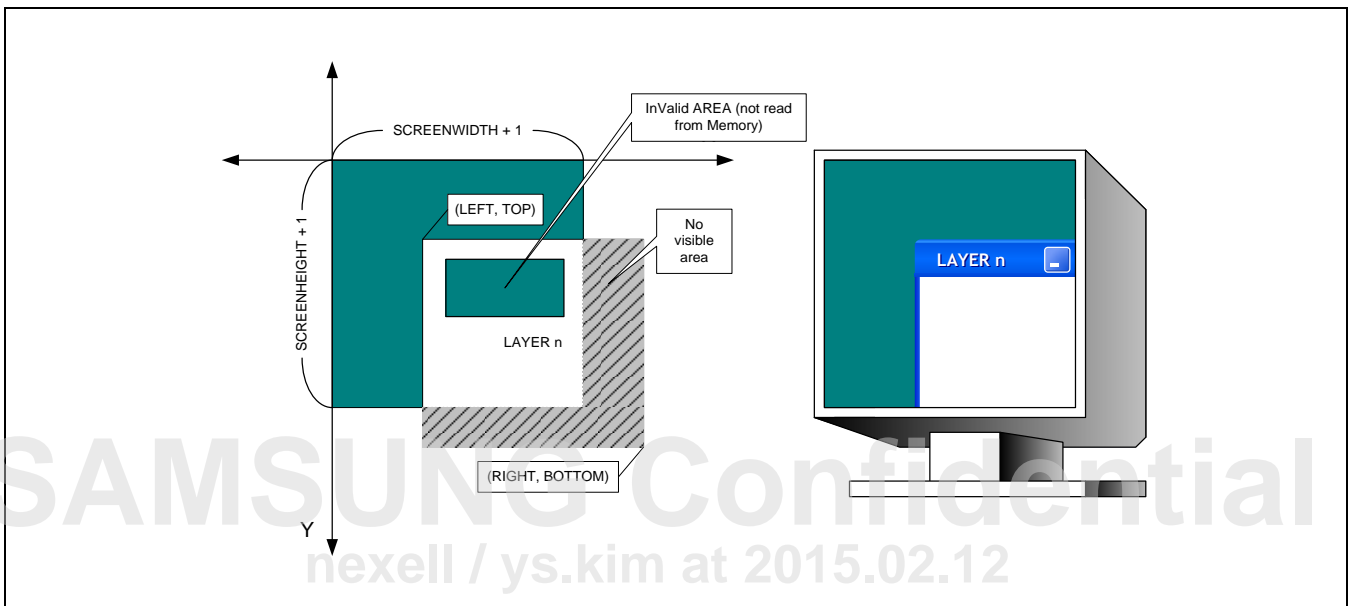 InValid AREA (not read
from Memory)
SCREENWIDTH + 1
(LEFT, TOP)
No
visible
area
SCREENHEIGHT + 1
LAYER n
LAYER n
(RIGHT, BOTTOM)
SAMSUNG Confidential
Y
nexell / ys.kim at 2015.02.12